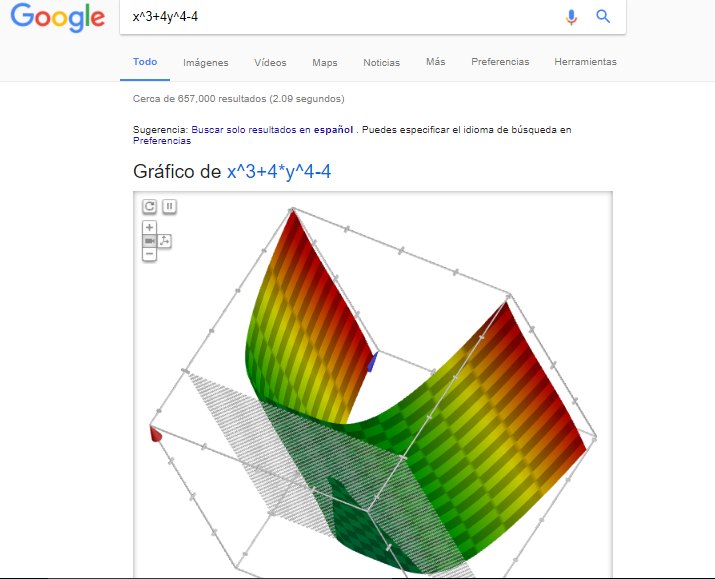 Google x^3+4y^4-4
Todo Imágenes Vídeos Maps Noticias Más Preferencias Herramientas
Cerca de 657,000 resultados (2.09 segundos)
Sugerencia: Buscar solo resultados en español . Puedes especificar el idioma de búsqueda en
Preferencias
Gráfico de x^3+4*y^4-4